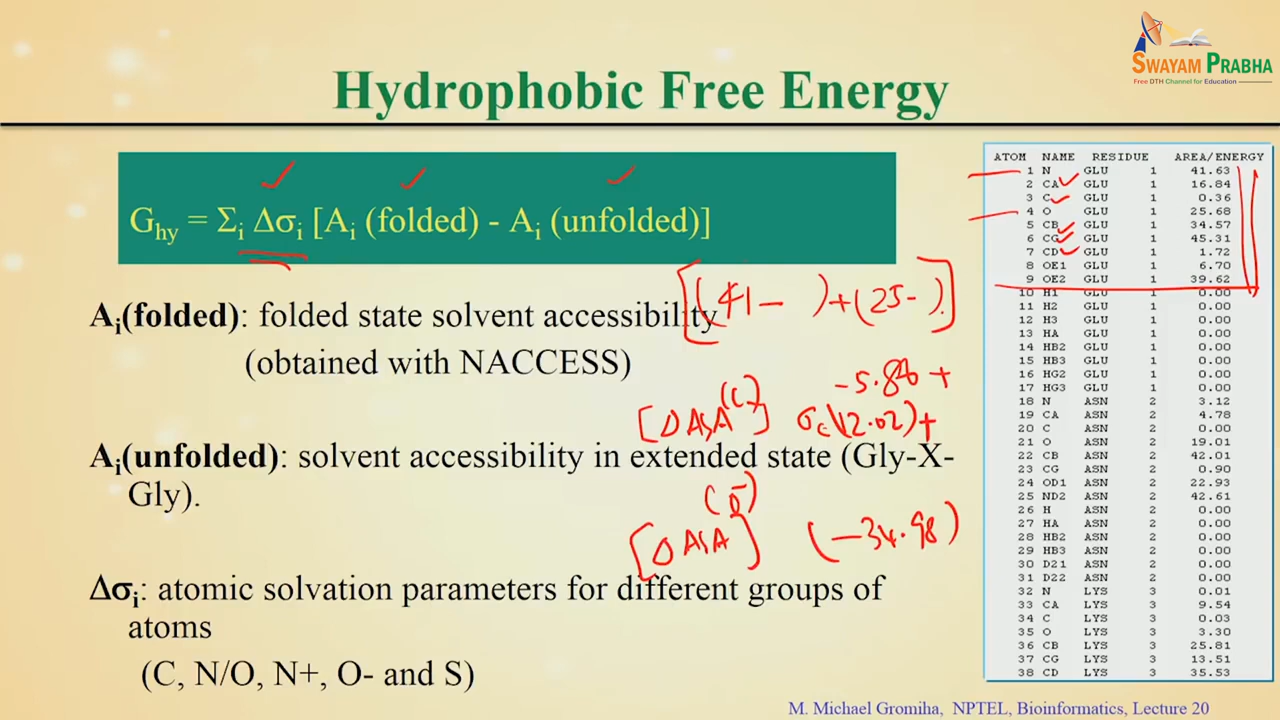 SWAYAM PRABHA
Free DTH Channel for Education
Hydrophobic Free Energy
G_hy = Σ_i Δσ_i [A_i (folded) - A_i (unfolded)]
[(41 - ) + (25 - )]
A_i(folded): folded state solvent accessibility
(obtained with NACCESS)
A_i(unfolded): solvent accessibility in extended state (Gly-X-
Gly).
[ΔASA]
(-34.98)
Δσ_i: atomic solvation parameters for different groups of
atoms
(C, N/O, N+, O- and S)
ATOM NAME RESIDUE AREA/ENERGY
1 N GLU 1 41.63
2 CA GLU 1 16.84
3 C GLU 1 0.36
4 O GLU 1 25.68
5 CB GLU 1 34.57
6 CG GLU 1 45.31
7 CD GLU 1 1.72
8 OE1 GLU 1 6.70
9 OE2 GLU 1 39.62
10 H1 GLU 1 0.00
11 H2 GLU 1 0.00
12 H3 GLU 1 0.00
13 HA GLU 1 0.00
14 HB2 GLU 1 0.00
15 HB3 GLU 1 0.00
16 HG2 GLU 1 0.00
17 HG3 GLU 1 0.00
18 N ASN 2 3.12
19 CA ASN 2 4.78
20 C ASN 2 0.00
21 O ASN 2 19.01
22 CB ASN 2 42.01
23 CG ASN 2 0.90
24 OD1 ASN 2 22.93
25 ND2 ASN 2 42.61
26 H ASN 2 0.00
27 HA ASN 2 0.00
28 HB2 ASN 2 0.00
29 HB3 ASN 2 0.00
30 D21 ASN 2 0.00
31 D22 ASN 2 0.00
32 N LYS 3 0.01
33 CA LYS 3 9.54
34 C LYS 3 0.03
35 O LYS 3 3.30
36 CB LYS 3 25.81
37 CG LYS 3 13.51
38 CD LYS 3 35.53
M. Michael Gromiha, NPTEL, Bioinformatics, Lecture 20